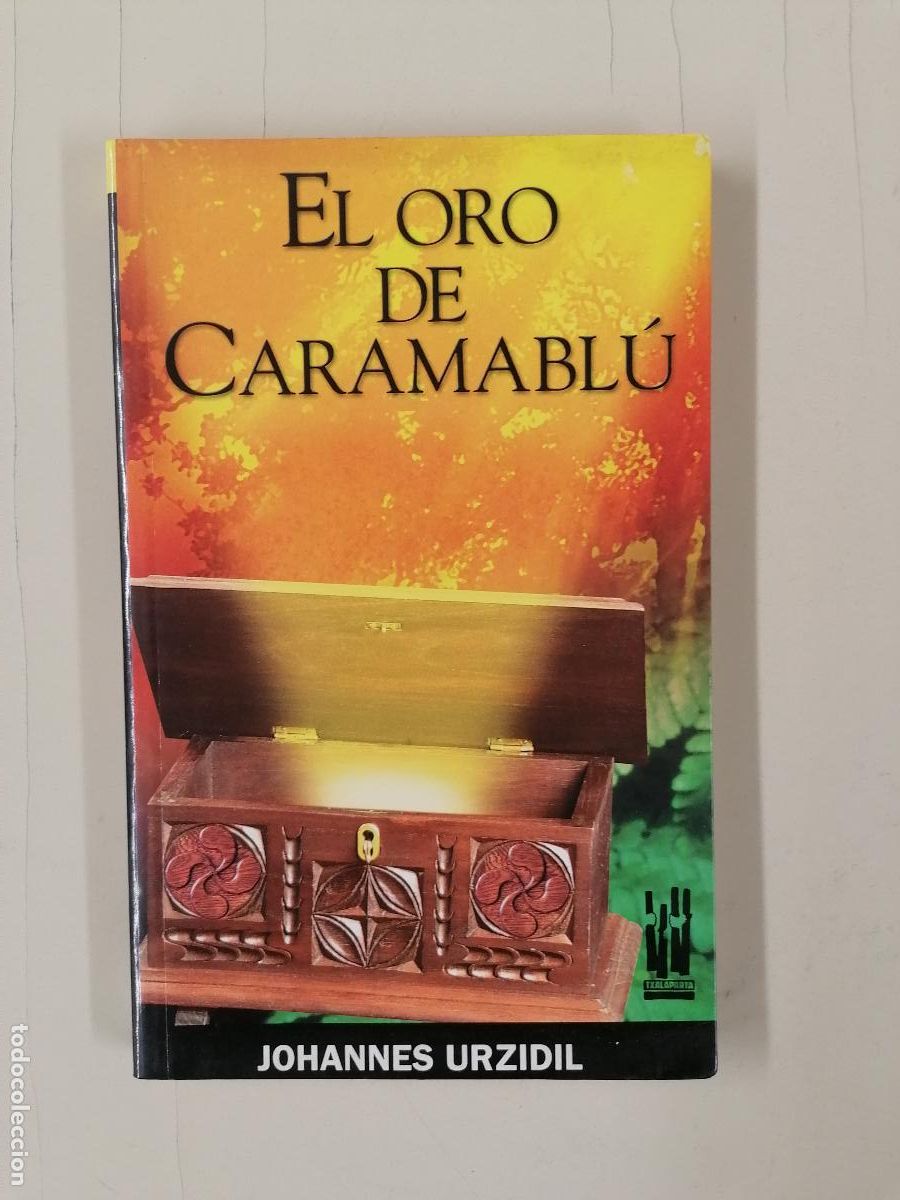 EL ORO
DE
CARAMABLÚ
TXALAPARTA
JOHANNES URZIDIL
todocoleccion